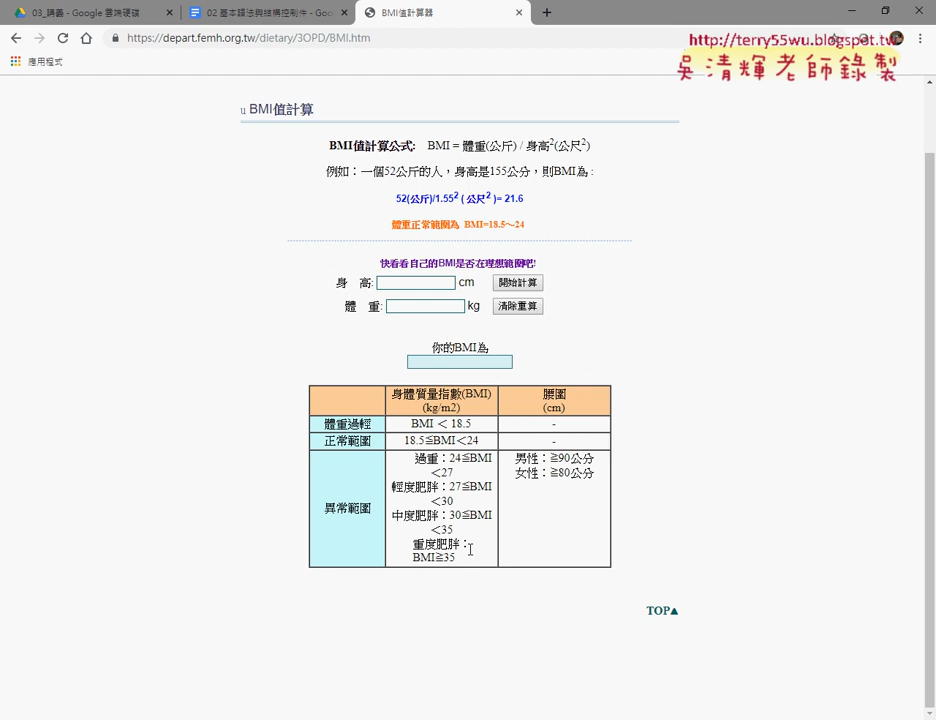 03_講義 - Google 雲端硬碟
02 基本語法與結構控制件 - Goo
BMI值計算器
https://depart.femh.org.tw/dietary/3OPD/BMI.htm
http://terry55wu.blogspot.tw
吳清輝老師錄製
應用程式
u BMI值計算
BMI值計算公式: BMI = 體重(公斤) / 身高2(公尺2)
例如：一個52公斤的人，身高是155公分，則BMI為 :
52(公斤)/1.552 ( 公尺2 )= 21.6
體重正常範圍為 BMI=18.5～24
快看看自己的BMI是否在理想範圍吧!
身 高: cm 開始計算
體 重: kg 清除重算
你的BMI為
身體質量指數(BMI) (kg/m2) 腰圍 (cm)
體重過輕 BMI < 18.5 -
正常範圍 18.5≦BMI<24 -
異常範圍
過重：24≦BMI
<27
輕度肥胖：27≦BMI
<30
中度肥胖：30≦BMI
<35
重度肥胖：
BMI≧35
男性：≧90公分
女性：≧80公分
TOP▲